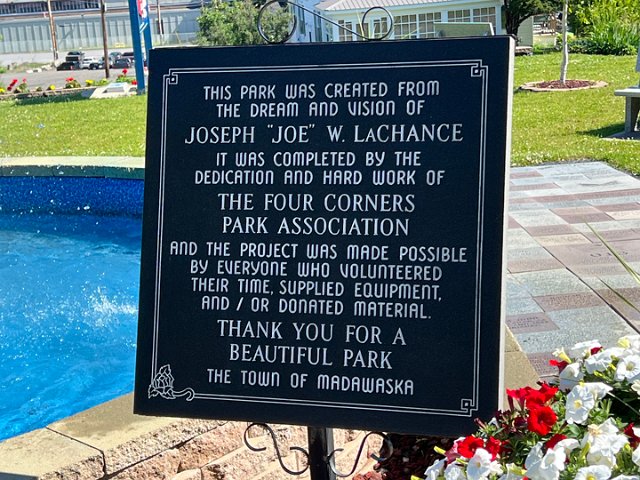 THIS PARK WAS CREATED FROM
THE DREAM AND VISION OF
JOSEPH "JOE" W. LACHANCE
IT WAS COMPLETED BY THE
DEDICATION AND HARD WORK OF
THE FOUR CORNERS
PARK ASSOCIATION
AND THE PROJECT WAS MADE POSSIBLE
BY EVERYONE WHO VOLUNTEERED
THEIR TIME, SUPPLIED EQUIPMENT,
AND / OR DONATED MATERIAL.
THANK YOU FOR A
BEAUTIFUL PARK
THE TOWN OF MADAWASKA